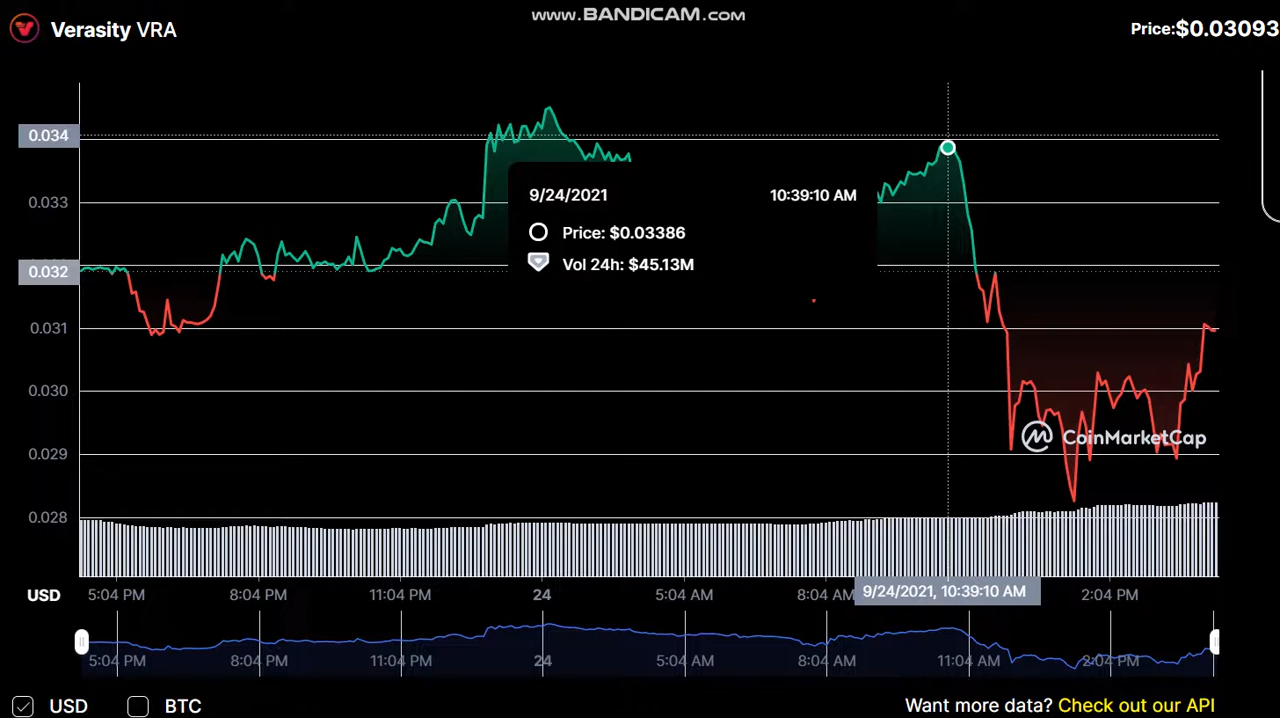 www.BANDICAM.com
Verasity VRA
Price:$0.03093
0.034
0.033
0.032
0.031
0.030
0.029
0.028
9/24/2021 10:39:10 AM
Price: $0.03386
Vol 24h: $45.13M
CoinMarketCap
USD 5:04 PM 8:04 PM 11:04 PM 24 5:04 AM 8:04 AM 9/24/2021, 10:39:10 AM 2:04 PM
5:04 PM 8:04 PM 11:04 PM 24 5:04 AM 8:04 AM 11:04 AM 2:04 PM
USD BTC
Want more data? Check out our API